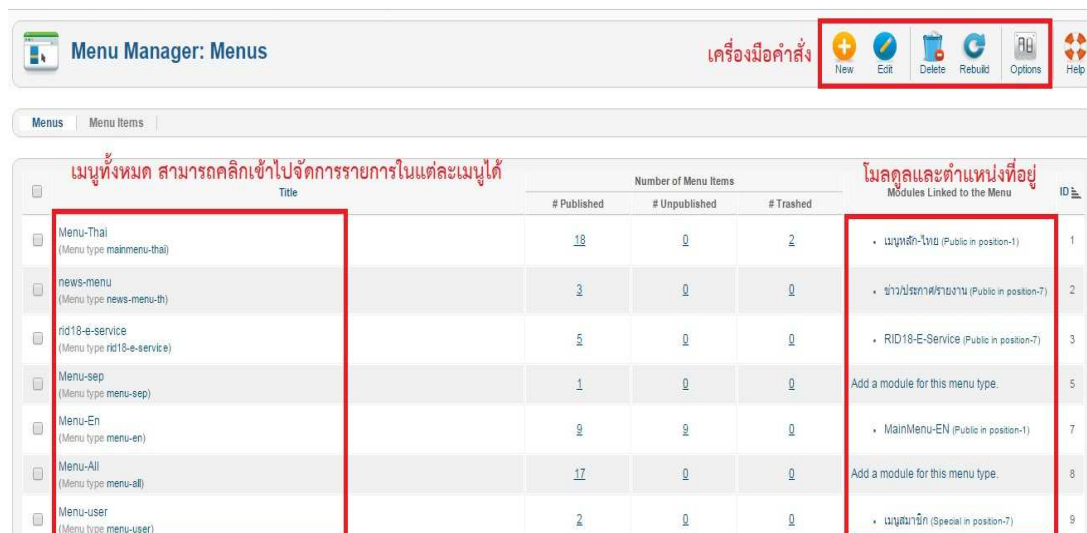 Menu Manager: Menus
เครื่องมือคำสั่ง
New Edit Delete Rebuild Options Help
Menus Menu Items
เมนูทั้งหมด สามารถคลิกเข้าไปจัดการรายการในแต่ละเมนูได้
โมลดูลและตำแหน่งที่อยู่
Title
Number of Menu Items
Modules Linked to the Menu
ID
# Published # Unpublished # Trashed
Menu-Thai
(Menu type mainmenu-thai)
18 0 2 • เมนูหลัก-ไทย (Public in position-1) 1
news-menu
(Menu type news-menu-th)
3 0 0 • ข่าว/ประกาศ/รายงาน (Public in position-7) 2
rid18-e-service
(Menu type rid18-e-service)
5 0 0 • RID18-E-Service (Public in position-7) 3
Menu-sep
(Menu type menu-sep)
1 0 0 Add a module for this menu type. 5
Menu-En
(Menu type menu-en)
9 9 0 • MainMenu-EN (Public in position-1) 7
Menu-All
(Menu type menu-all)
17 0 0 Add a module for this menu type. 8
Menu-user
(Menu type menu-user)
2 0 0 • เมนูสมาชิก (Special in position-7) 9